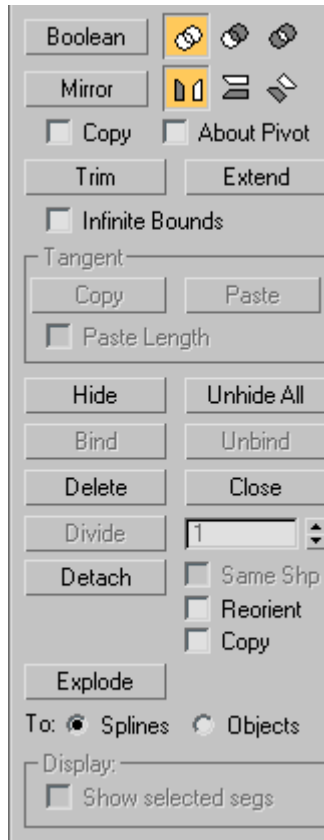 Boolean
Mirror
Copy About Pivot
Trim Extend
Infinite Bounds
Tangent
Copy Paste
Paste Length
Hide Unhide All
Bind Unbind
Delete Close
Divide 1
Detach Same Shp
Reorient
Copy
Explode
To: Splines Objects
Display:
Show selected segs